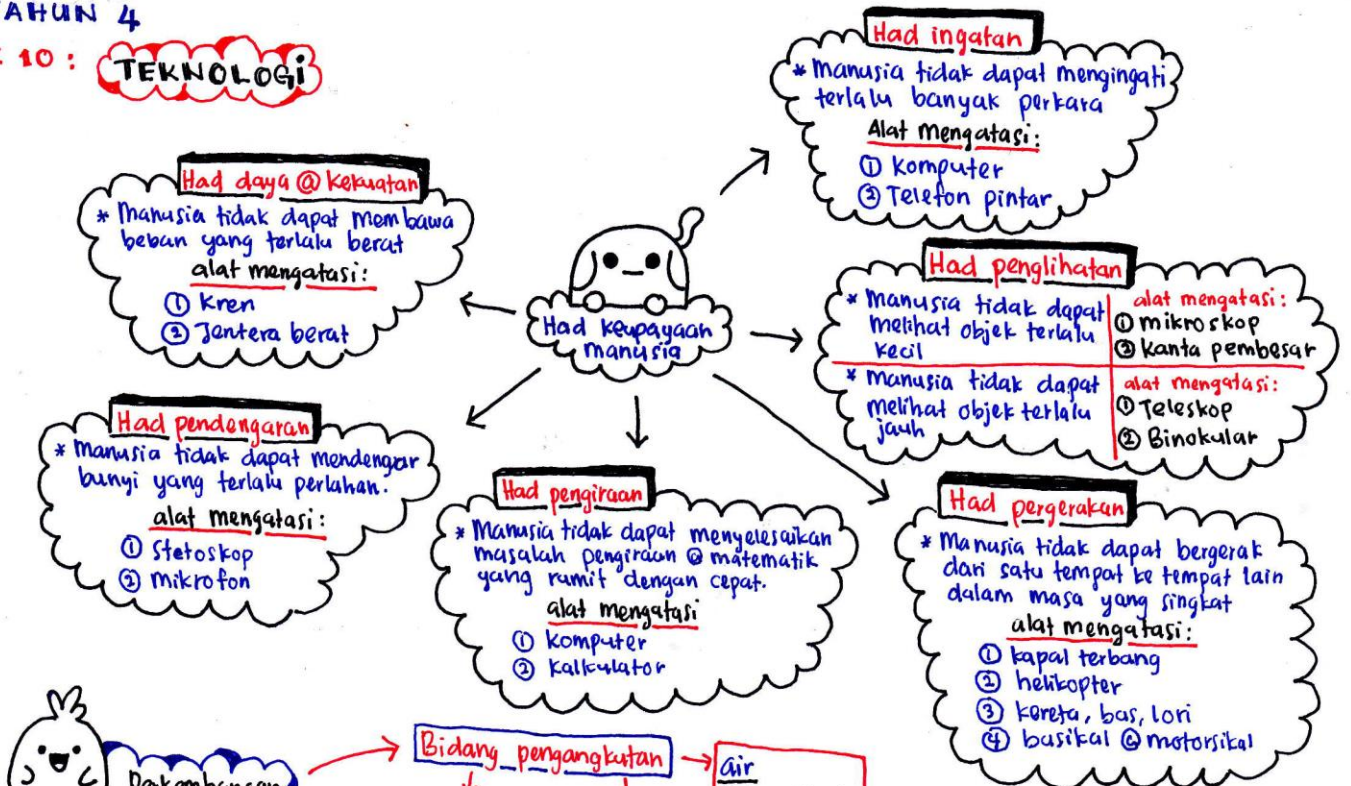 TAHUN 4
10 :
TEKNOLOGi
Had ingatan
* Manusia tidak dapat mengingati
terlalu banyak perkara
Alat mengatasi:
① Komputer
② Telefon pintar
Had daya @ kekuatan
* Manusia tidak dapat membawa
beban yang terlalu berat
alat mengatasi:
① Kren
② Jentera berat
Had keupayaan
manusia
Had penglihatan
* Manusia tidak dapat
melihat objek terlalu
kecil
alat mengatasi:
① mikroskop
② Kanta pembesar
* Manusia tidak dapat
melihat objek terlalu
jauh
alat mengatasi:
① Teleskop
② Binokular
Had pendengaran
* Manusia tidak dapat mendengar
bunyi yang terlalu perlahan.
alat mengatasi:
① Stetoskop
② mikrofon
Had pengiraan
* Manusia tidak dapat menyelesaikan
masalah pengiraan @ matematik
yang rumit dengan cepat.
alat mengatasi
① Komputer
② Kalkulator
Had pergerakan
* Manusia tidak dapat bergerak
dari satu tempat ke tempat lain
dalam masa yang singkat
alat mengatasi:
① kapal terbang
② helikopter
③ kereta, bas, lori
④ basikal @ motorsikal
Perkembangan
Bidang pengangkutan
air